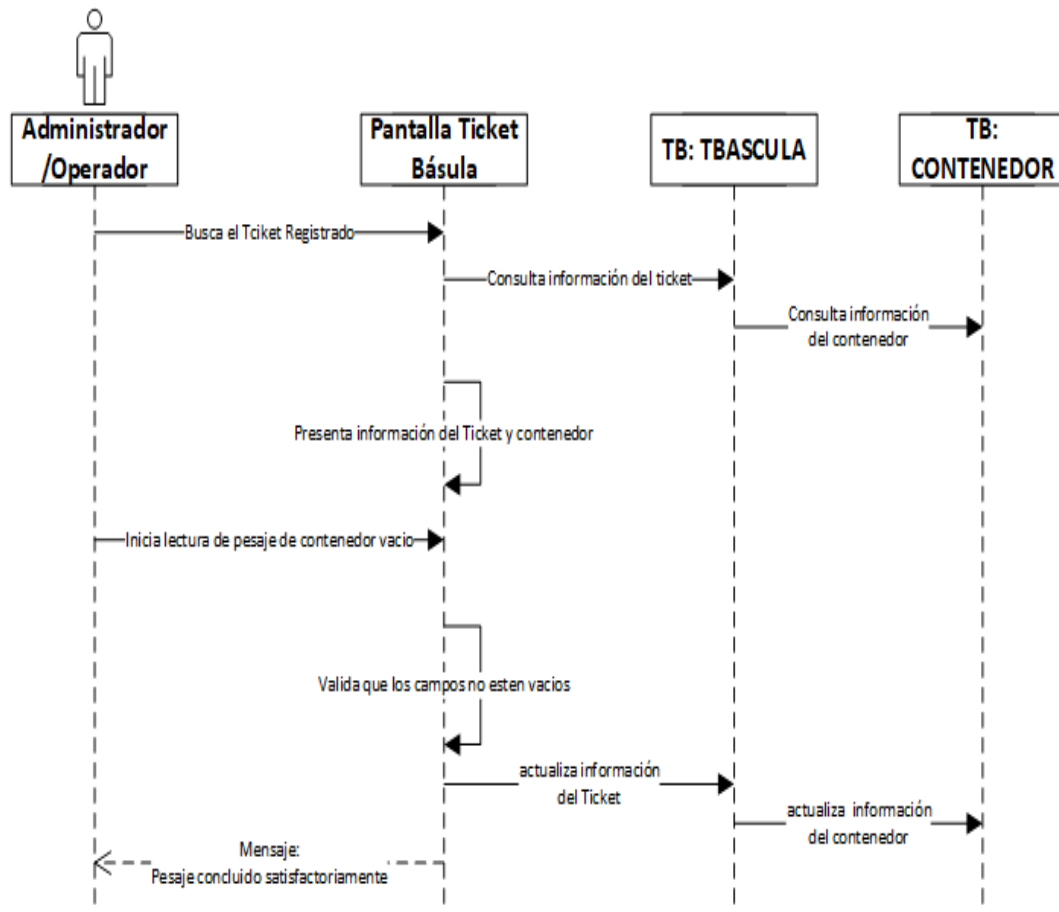 Administrador
/Operador
Pantalla Ticket
Básula
TB: TBASCULA
TB:
CONTENEDOR
Busca el Tciket Registrado
Consulta información del ticket
Consulta información
del contenedor
Presenta información del Ticket y contenedor
Inicia lectura de pesaje de contenedor vacio
Valida que los campos no esten vacios
actualiza información
del Ticket
actualiza información
del contenedor
Mensaje:
Pesaje concluido satisfactoriamente